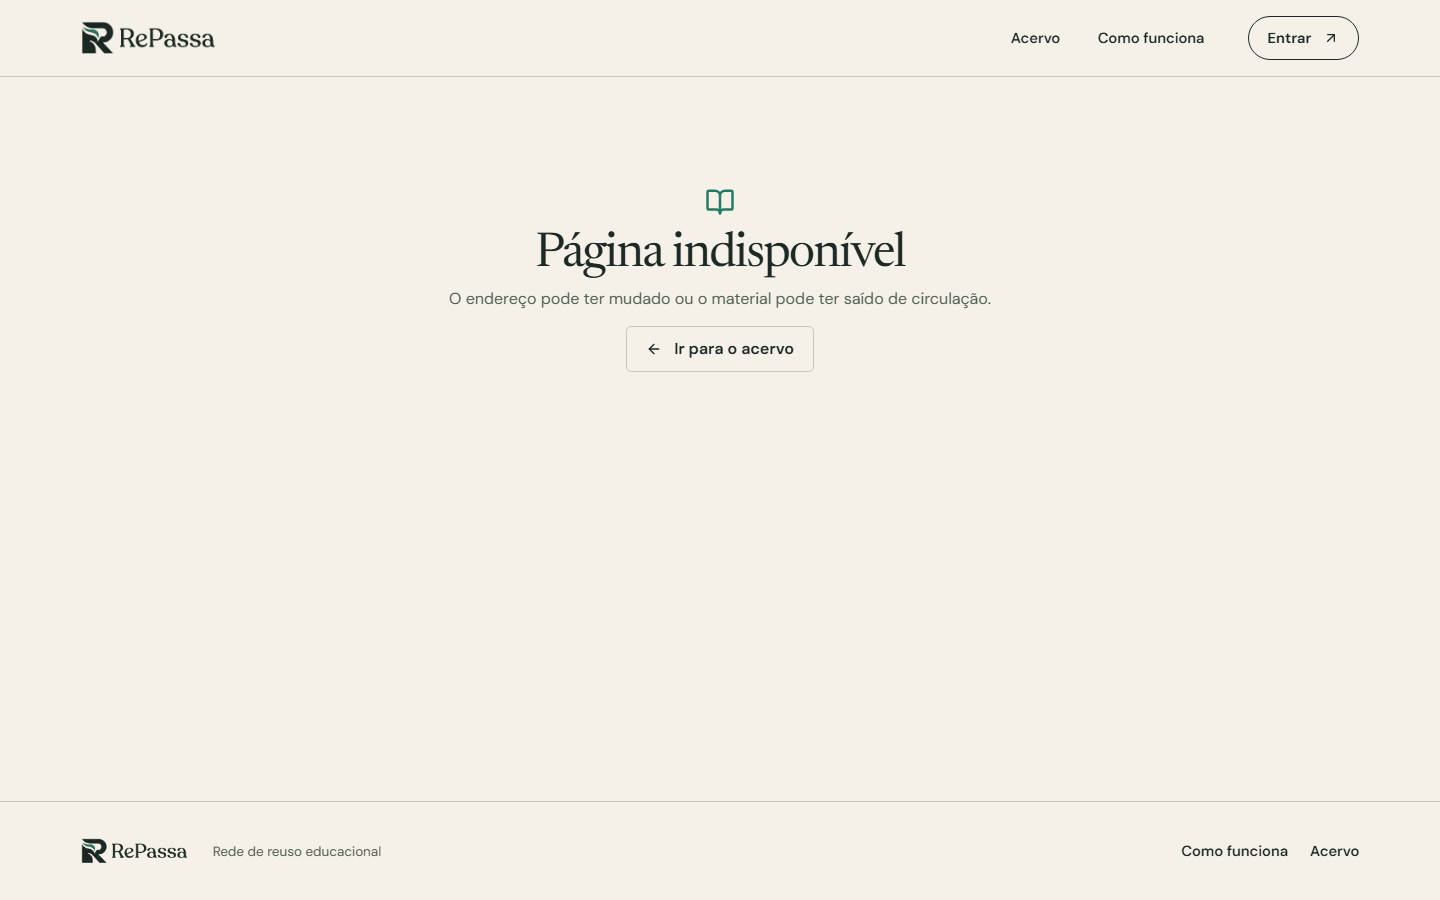 RePassa
Acervo
Como funciona
Entrar
Página indisponível
O endereço pode ter mudado ou o material pode ter saído de circulação.
Ir para o acervo
RePassa
Rede de reuso educacional
Como funciona
Acervo